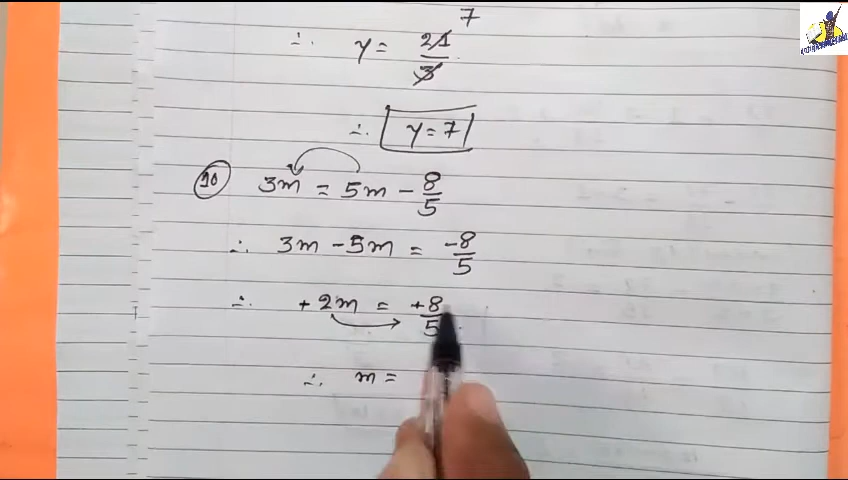 7
∴ y = 21/3
∴ y = 7
10 3m = 5m - 8/5
∴ 3m - 5m = -8/5
∴ +2m = +8/5
∴ m =